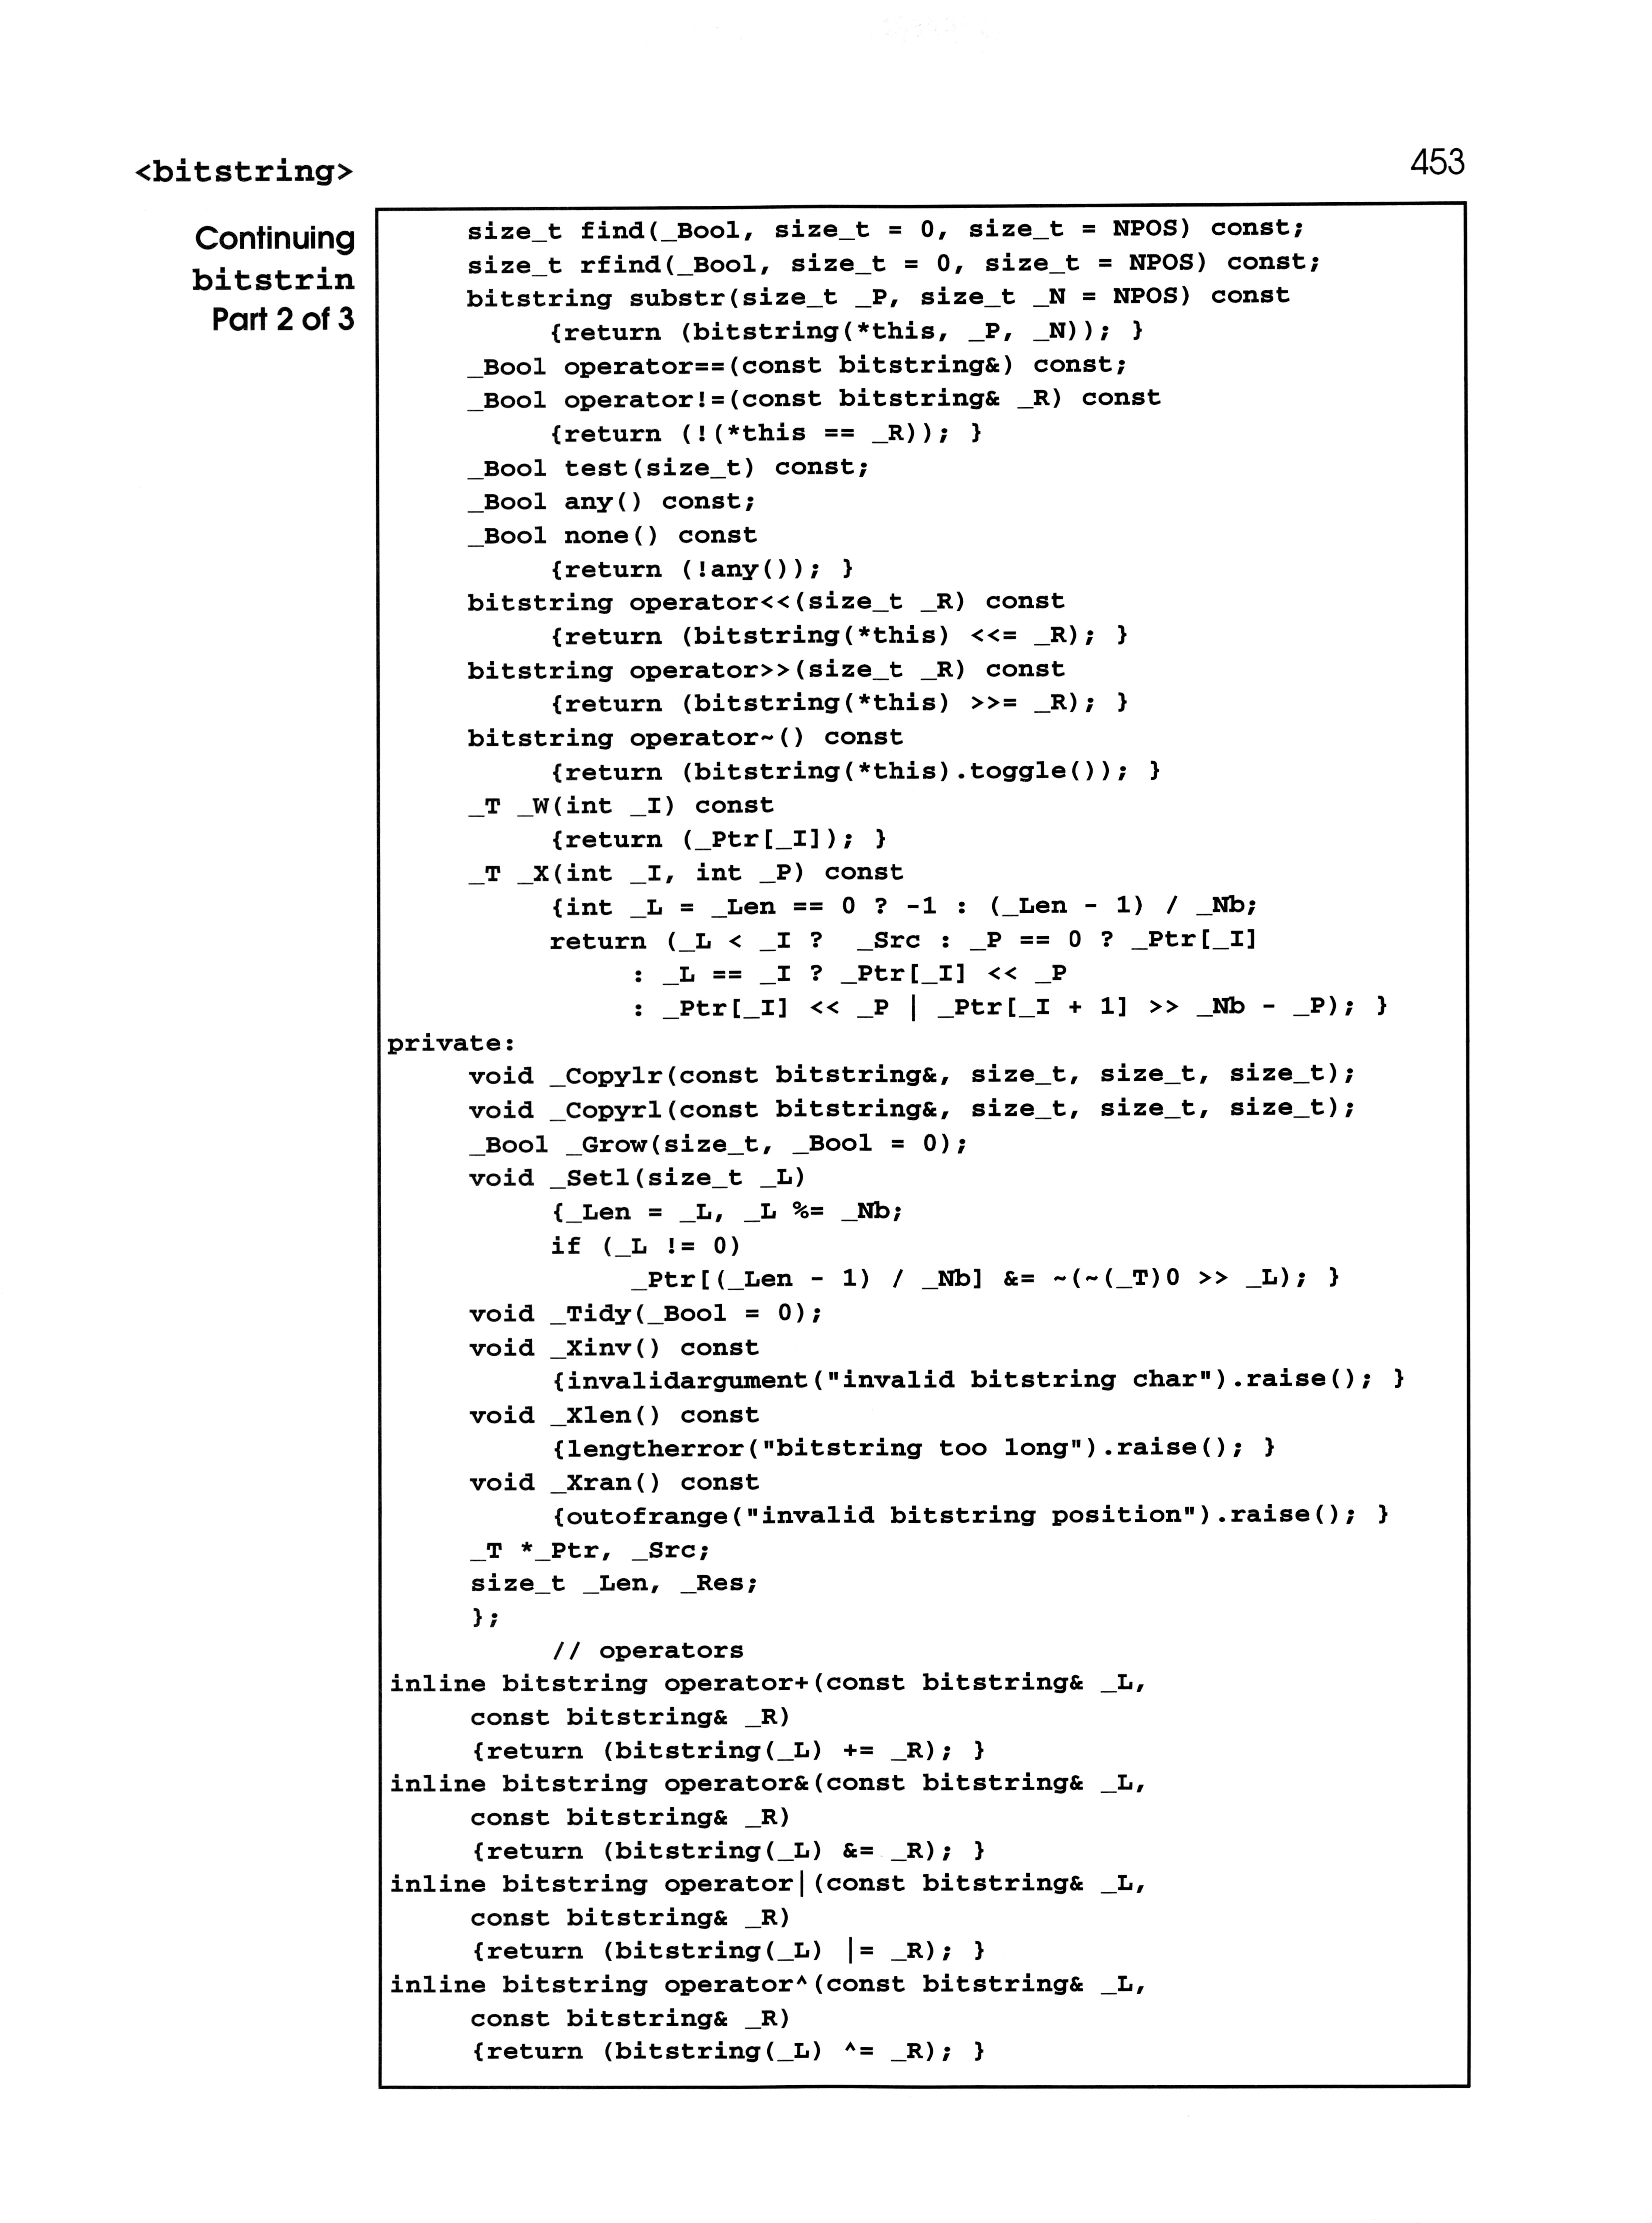 <bitstring>
453
Continuing
bitstrin
Part 2 of 3
size_t find(_Bool, size_t = 0, size_t = NPOS) const;
size_t rfind(_Bool, size_t = 0, size_t = NPOS) const;
bitstring substr(size_t _P, size_t _N = NPOS) const
{return (bitstring(*this, _P, _N)); }
_Bool operator==(const bitstring&) const;
_Bool operator!=(const bitstring& _R) const
{return (!(*this == _R)); }
_Bool test(size_t) const;
_Bool any() const;
_Bool none() const
{return (!any()); }
bitstring operator<<(size_t _R) const
{return (bitstring(*this) <<= _R); }
bitstring operator>>(size_t _R) const
{return (bitstring(*this) >>= _R); }
bitstring operator~() const
{return (bitstring(*this).toggle()); }
_T _W(int _I) const
{return (_Ptr[_I]); }
_T _X(int _I, int _P) const
{int _L = _Len == 0 ? -1 : (_Len - 1) / _Nb;
return (_L < _I ?  _Src : _P == 0 ? _Ptr[_I]
: _L == _I ? _Ptr[_I] << _P
: _Ptr[_I] << _P | _Ptr[_I + 1] >> _Nb - _P); }
private:
void _Copylr(const bitstring&, size_t, size_t, size_t);
void _Copyrl(const bitstring&, size_t, size_t, size_t);
_Bool _Grow(size_t, _Bool = 0);
void _Setl(size_t _L)
{_Len = _L, _L %= _Nb;
if (_L != 0)
_Ptr[(_Len - 1) / _Nb] &= ~(~(_T)0 >> _L); }
void _Tidy(_Bool = 0);
void _Xinv() const
{invalidargument("invalid bitstring char").raise(); }
void _Xlen() const
{lengtherror("bitstring too long").raise(); }
void _Xran() const
{outofrange("invalid bitstring position").raise(); }
_T *_Ptr, _Src;
size_t _Len, _Res;
};
// operators
inline bitstring operator+(const bitstring& _L,
const bitstring& _R)
{return (bitstring(_L) += _R); }
inline bitstring operator&(const bitstring& _L,
const bitstring& _R)
{return (bitstring(_L) &= _R); }
inline bitstring operator|(const bitstring& _L,
const bitstring& _R)
{return (bitstring(_L) |= _R); }
inline bitstring operator^(const bitstring& _L,
const bitstring& _R)
{return (bitstring(_L) ^= _R); }